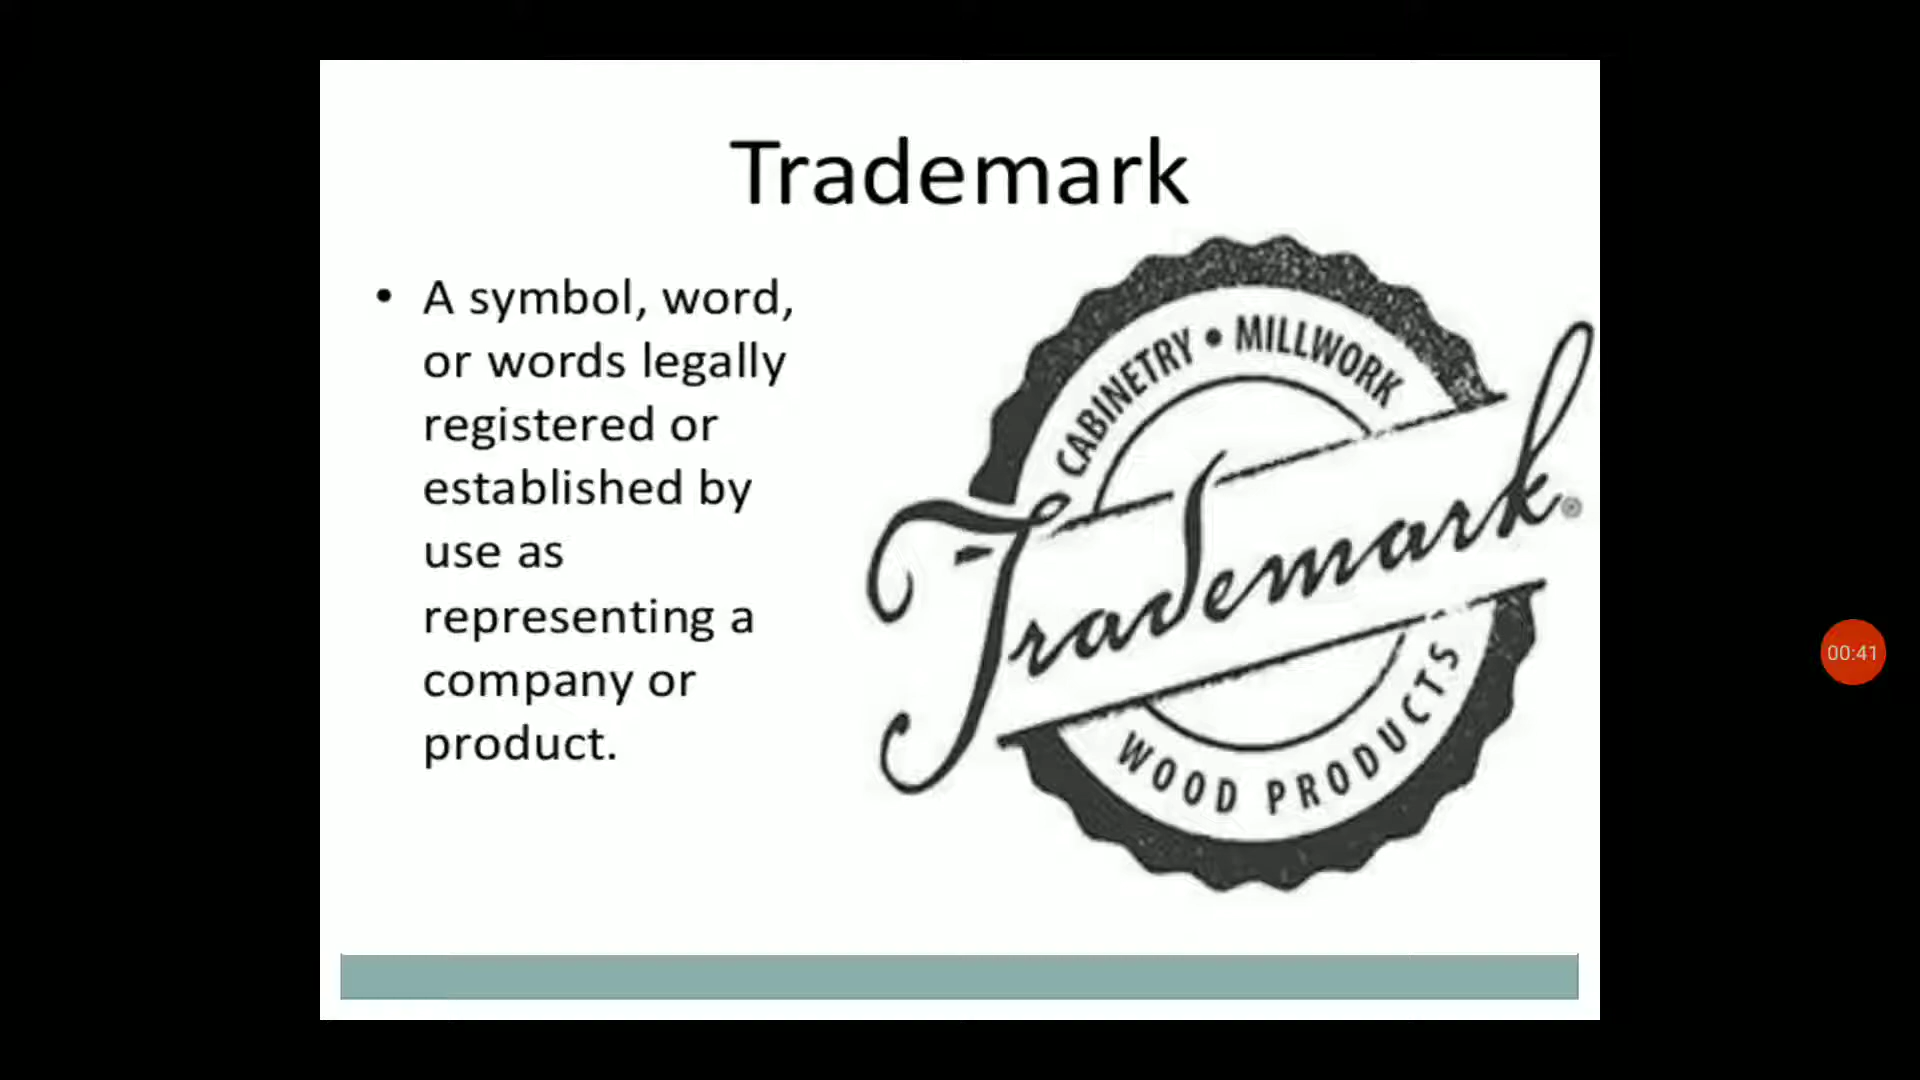 Trademark
• A symbol, word,
or words legally
registered or
established by
use as
representing a
company or
product.
CABINETRY • MILLWORK
Trademark®
WOOD PRODUCTS
00:41